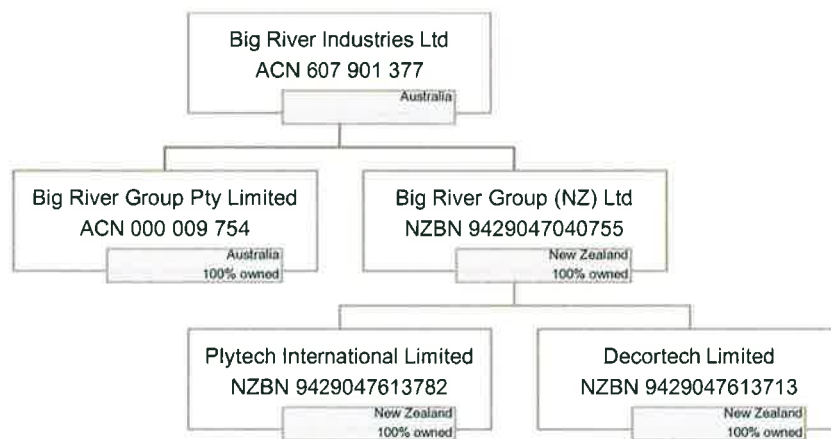 Big River Industries Ltd
ACN 607 901 377
Australia
Big River Group Pty Limited
ACN 000 009 754
Australia
100% owned
Big River Group (NZ) Ltd
NZBN 9429047040755
New Zealand
100% owned
Plytech International Limited
NZBN 9429047613782
New Zealand
100% owned
Decortech Limited
NZBN 9429047613713
New Zealand
100% owned